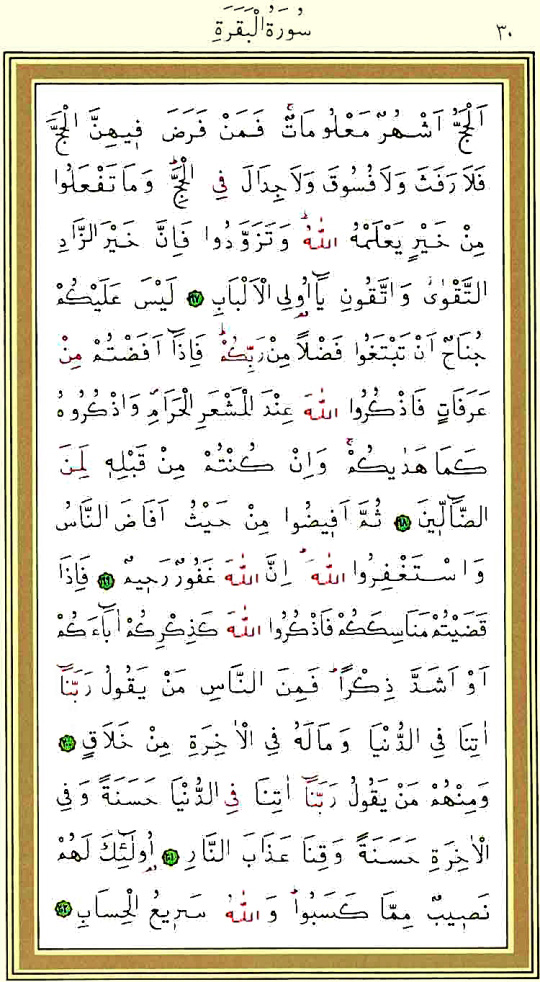 سُورَةُ الْبَقَرَةِ ٣٠
اَلْحَجُّ اَشْهُرٌ مَعْلُومَاتٌۚ فَمَنْ فَرَضَ فٖيهِنَّ الْحَجَّ
فَلَا رَفَثَ وَلَا فُسُوقَ وَلَا جِدَالَ فِي الْحَجِّؕ وَمَا تَفْعَلُوا
مِنْ خَيْرٍ يَعْلَمْهُ اللّٰهُؕ وَتَزَوَّدُوا فَاِنَّ خَيْرَ الزَّادِ
التَّقْوٰى وَاتَّقُونِ يَٓا اُو۬لِي الْاَلْبَابِ ﴿١٩٧﴾ لَيْسَ عَلَيْكُمْ
جُنَاحٌ اَنْ تَبْتَغُوا فَضْلًا مِنْ رَبِّكُمْؕ فَاِذَٓا اَفَضْتُمْ مِنْ
عَرَفَاتٍ فَاذْكُرُوا اللّٰهَ عِنْدَ الْمَشْعَرِ الْحَرَامِࣕ وَاذْكُرُوهُ
كَمَا هَدٰيكُمْۚ وَاِنْ كُنْتُمْ مِنْ قَبْلِهٖ لَمِنَ
الضَّٓالّٖينَ ﴿١٩٨﴾ ثُمَّ اَفٖيضُوا مِنْ حَيْثُ اَفَاضَ النَّاسُ
وَاسْتَغْفِرُوا اللّٰهَؕ اِنَّ اللّٰهَ غَفُورٌ رَحٖيمٌ ﴿١٩٩﴾ فَاِذَا
قَضَيْتُمْ مَنَاسِكَكُمْ فَاذْكُرُوا اللّٰهَ كَذِكْرِكُمْ اٰبَٓاءَكُمْ
اَوْ اَشَدَّ ذِكْرًاؕ فَمِنَ النَّاسِ مَنْ يَقُولُ رَبَّنَٓا
اٰتِنَا فِي الدُّنْيَا وَمَا لَهُ فِي الْاٰخِرَةِ مِنْ خَلَاقٍ ﴿٢٠٠﴾
وَمِنْهُمْ مَنْ يَقُولُ رَبَّنَٓا اٰتِنَا فِي الدُّنْيَا حَسَنَةً وَفِي
الْاٰخِرَةِ حَسَنَةً وَقِنَا عَذَابَ النَّارِ ﴿٢٠١﴾ اُو۬لٰٓئِكَ لَهُمْ
نَصٖيبٌ مِمَّا كَسَبُواؕ وَاللّٰهُ سَرٖيعُ الْحِسَابِ ﴿٢٠٢﴾